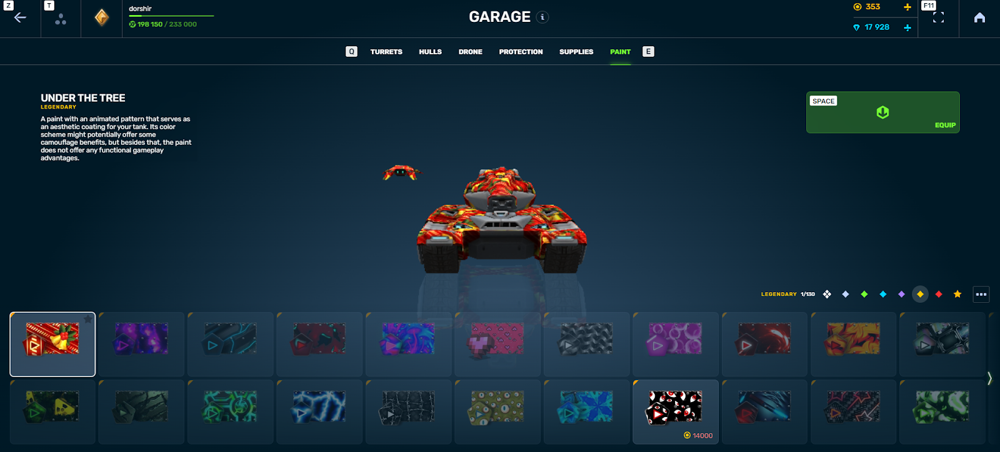 Z
T
dorshir
198 150 / 233 000
GARAGE
i
353
+
17 928
+
F11
Q
TURRETS
HULLS
DRONE
PROTECTION
SUPPLIES
PAINT
E
UNDER THE TREE
LEGENDARY
A paint with an animated pattern that serves as
an aesthetic coating for your tank. Its color
scheme might potentially offer some
camouflage benefits, but besides that, the paint
does not offer any functional gameplay
advantages.
SPACE
EQUIP
LEGENDARY 1/130
14000